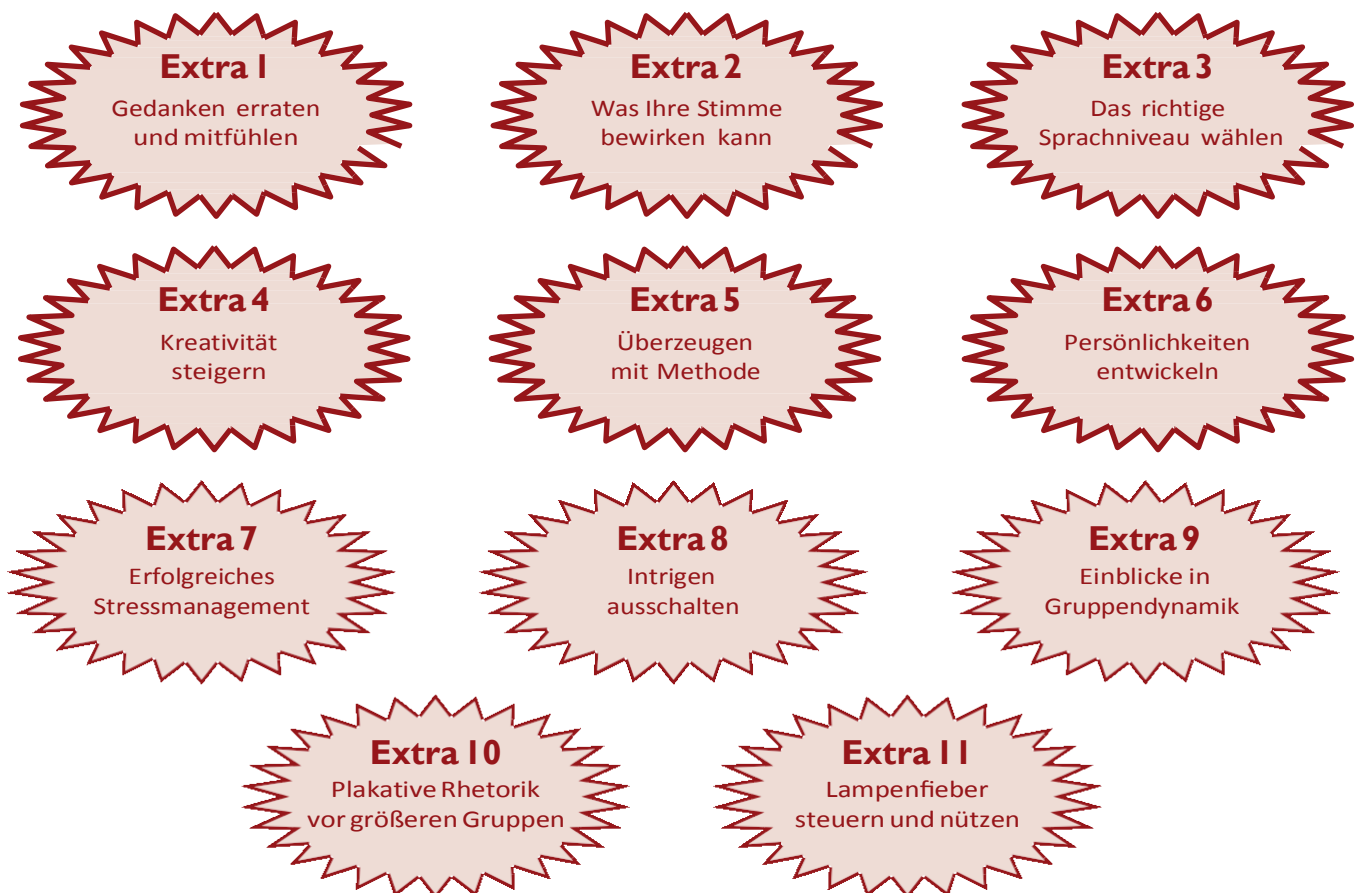 Extra 1
Gedanken erraten
und mitfühlen
Extra 2
Was Ihre Stimme
bewirken kann
Extra 3
Das richtige
Sprachniveau wählen
Extra 4
Kreativität
steigern
Extra 5
Überzeugen
mit Methode
Extra 6
Persönlichkeiten
entwickeln
Extra 7
Erfolgreiches
Stressmanagement
Extra 8
Intrigen
ausschalten
Extra 9
Einblicke in
Gruppendynamik
Extra 10
Plakative Rhetorik
vor größeren Gruppen
Extra 11
Lampenfieber
steuern und nützen